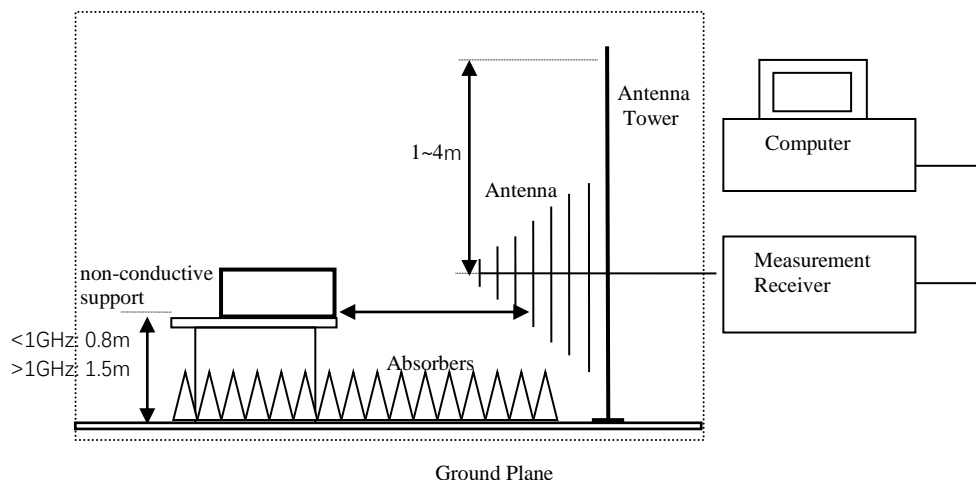 Antenna
Tower
1~4m
Antenna
Computer
Measurement
Receiver
non-conductive
support
<1GHz: 0.8m
>1GHz: 1.5m
Absorbers
Ground Plane